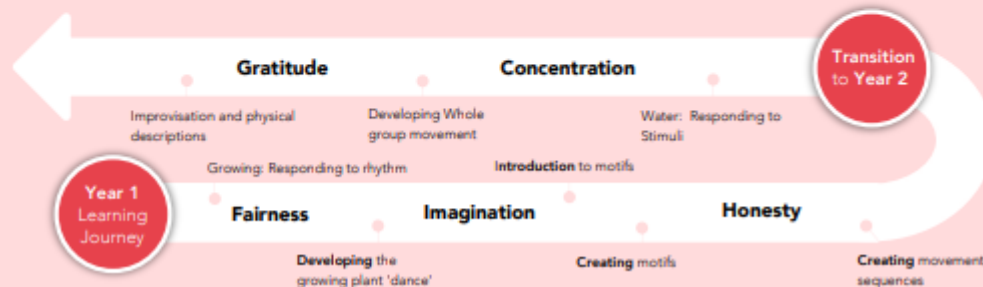 Gratitude
Concentration
Transition
to Year 2
Improvisation and physical
descriptions
Developing Whole
group movement
Water: Responding to
Stimuli
Growing: Responding to rhythm
Introduction to motifs
Year 1
Learning
Journey
Fairness
Imagination
Honesty
Developing the
growing plant 'dance'
Creating motifs
Creating movement
sequences